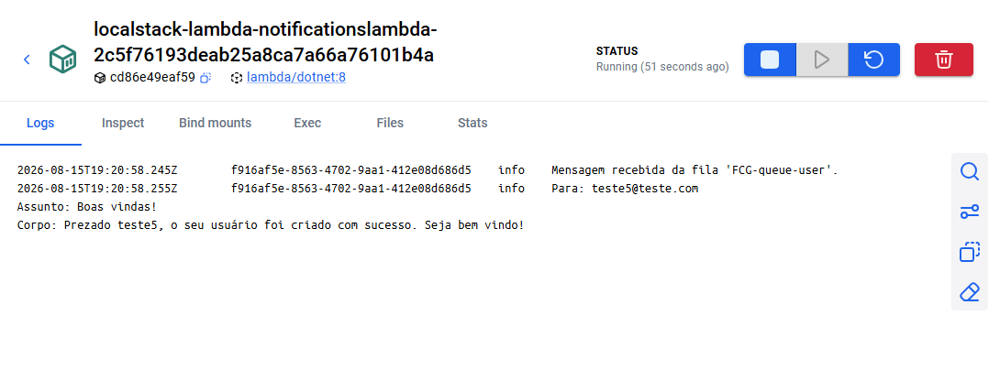 localstack-lambda-notificationslambda-
2c5f76193deab25a8ca7a66a76101b4a
cd86e49eaf59 lambda/dotnet:8
STATUS
Running (51 seconds ago)
Logs Inspect Bind mounts Exec Files Stats
2026-08-15T19:20:58.245Z f916af5e-8563-4702-9aa1-412e08d686d5 info Mensagem recebida da fila 'FCG-queue-user'.
2026-08-15T19:20:58.255Z f916af5e-8563-4702-9aa1-412e08d686d5 info Para: teste5@teste.com
Assunto: Boas vindas!
Corpo: Prezado teste5, o seu usuário foi criado com sucesso. Seja bem vindo!